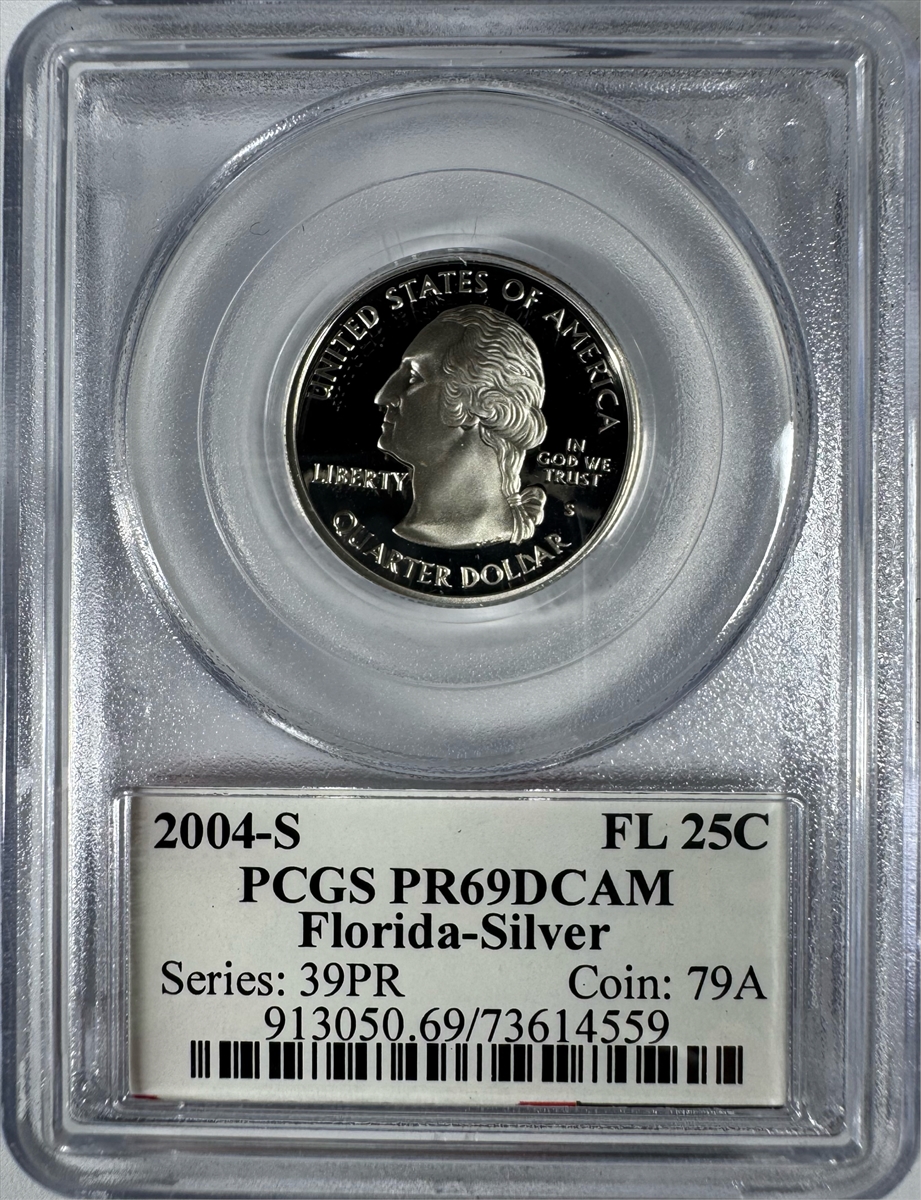 UNITED STATES OF AMERICA
LIBERTY
IN
GOD WE
TRUST
S
QUARTER DOLLAR
2004-S FL 25C
PCGS PR69DCAM
Florida-Silver
Series: 39PR Coin: 79A
913050.69/73614559